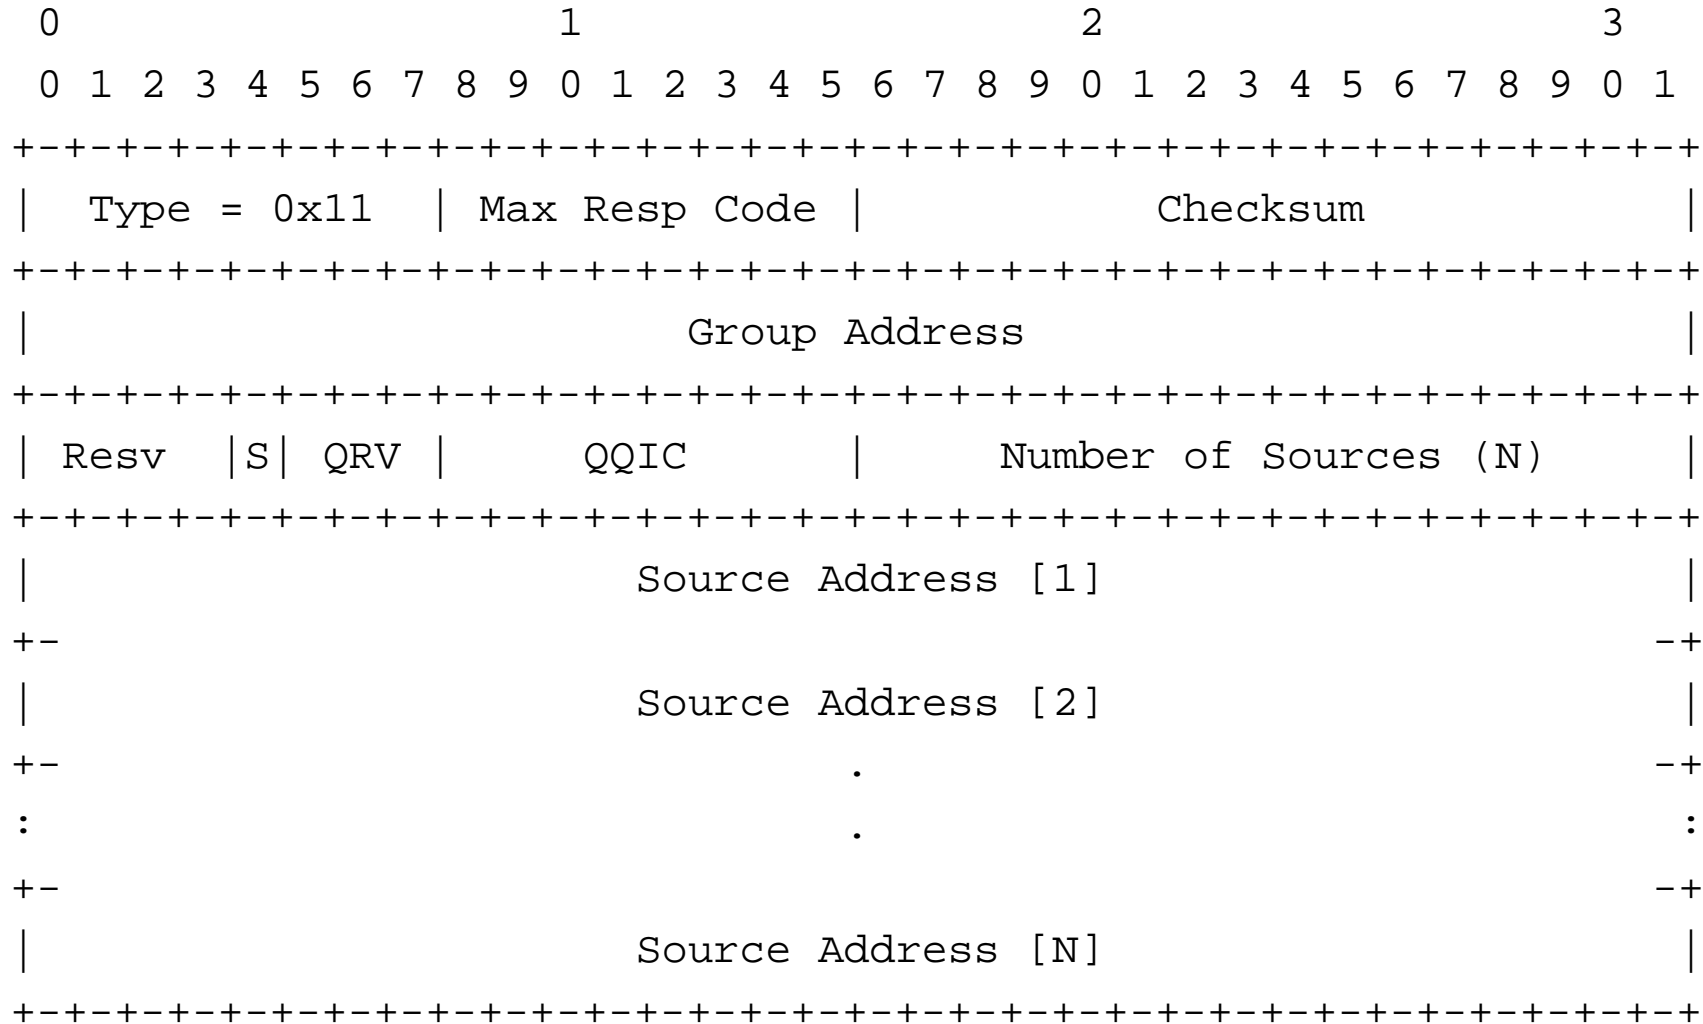 0                   1                   2                   3
 0 1 2 3 4 5 6 7 8 9 0 1 2 3 4 5 6 7 8 9 0 1 2 3 4 5 6 7 8 9 0 1
+-+-+-+-+-+-+-+-+-+-+-+-+-+-+-+-+-+-+-+-+-+-+-+-+-+-+-+-+-+-+-+-+
|  Type = 0x11  | Max Resp Code |           Checksum            |
+-+-+-+-+-+-+-+-+-+-+-+-+-+-+-+-+-+-+-+-+-+-+-+-+-+-+-+-+-+-+-+-+
|                         Group Address                         |
+-+-+-+-+-+-+-+-+-+-+-+-+-+-+-+-+-+-+-+-+-+-+-+-+-+-+-+-+-+-+-+-+
| Resv  |S| QRV |     QQIC      |     Number of Sources (N)     |
+-+-+-+-+-+-+-+-+-+-+-+-+-+-+-+-+-+-+-+-+-+-+-+-+-+-+-+-+-+-+-+-+
|                       Source Address [1]                      |
+-                                                             -+
|                       Source Address [2]                      |
+-                              .                              -+
:                               .                               :
+-                                                             -+
|                       Source Address [N]                      |
+-+-+-+-+-+-+-+-+-+-+-+-+-+-+-+-+-+-+-+-+-+-+-+-+-+-+-+-+-+-+-+-+